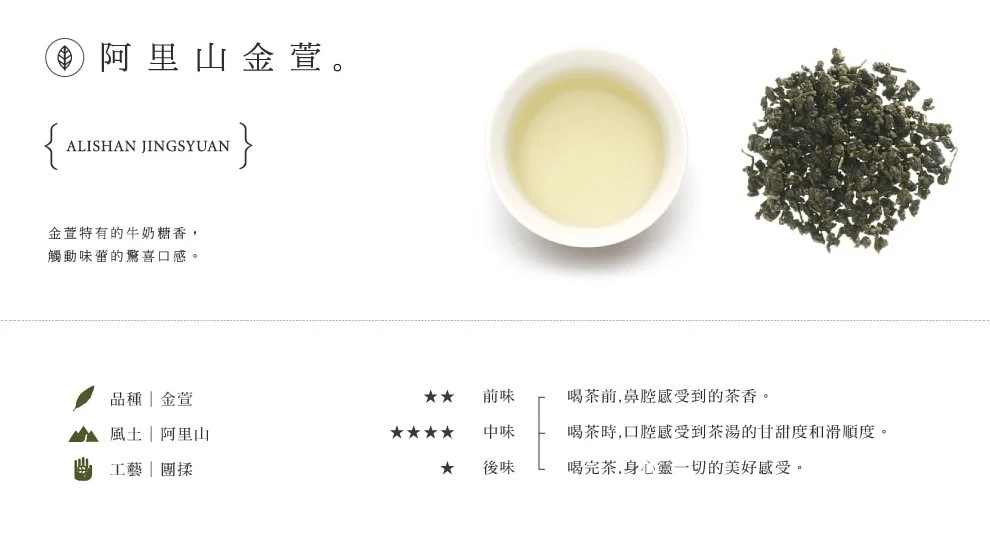 阿里山金萱。
ALISHAN JINGSYUAN
金萱特有的牛奶糖香，
觸動味蕾的驚喜口感。
品種｜金萱
風土｜阿里山
工藝｜團揉
★★ 前味 喝茶前,鼻腔感受到的茶香。
★★★★ 中味 喝茶時,口腔感受到茶湯的甘甜度和滑順度。
★ 後味 喝完茶,身心靈一切的美好感受。